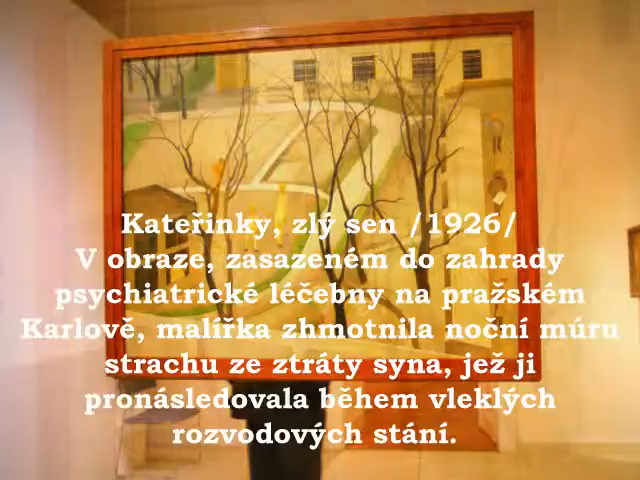 Kateřinky, zlý sen /1926/
V obraze, zasazeném do zahrady
psychiatrické léčebny na pražském
Karlově, malířka zhmotnila noční můru
strachu ze ztráty syna, jež ji
pronásledovala během vleklých
rozvodových stání.